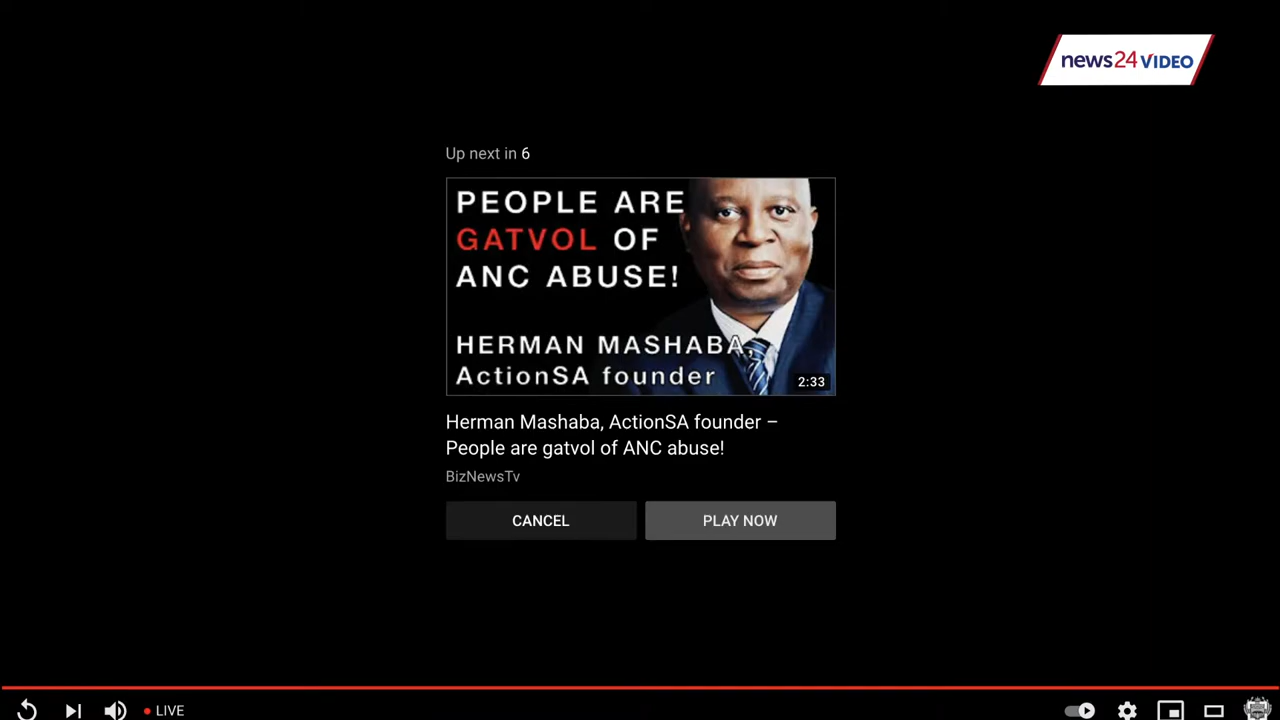 news24 VIDEO
Up next in 6
PEOPLE ARE
GATVOL OF
ANC ABUSE!
HERMAN MASHABA,
ActionSA founder
2:33
Herman Mashaba, ActionSA founder –
People are gatvol of ANC abuse!
BizNewsTv
CANCEL
PLAY NOW
LIVE